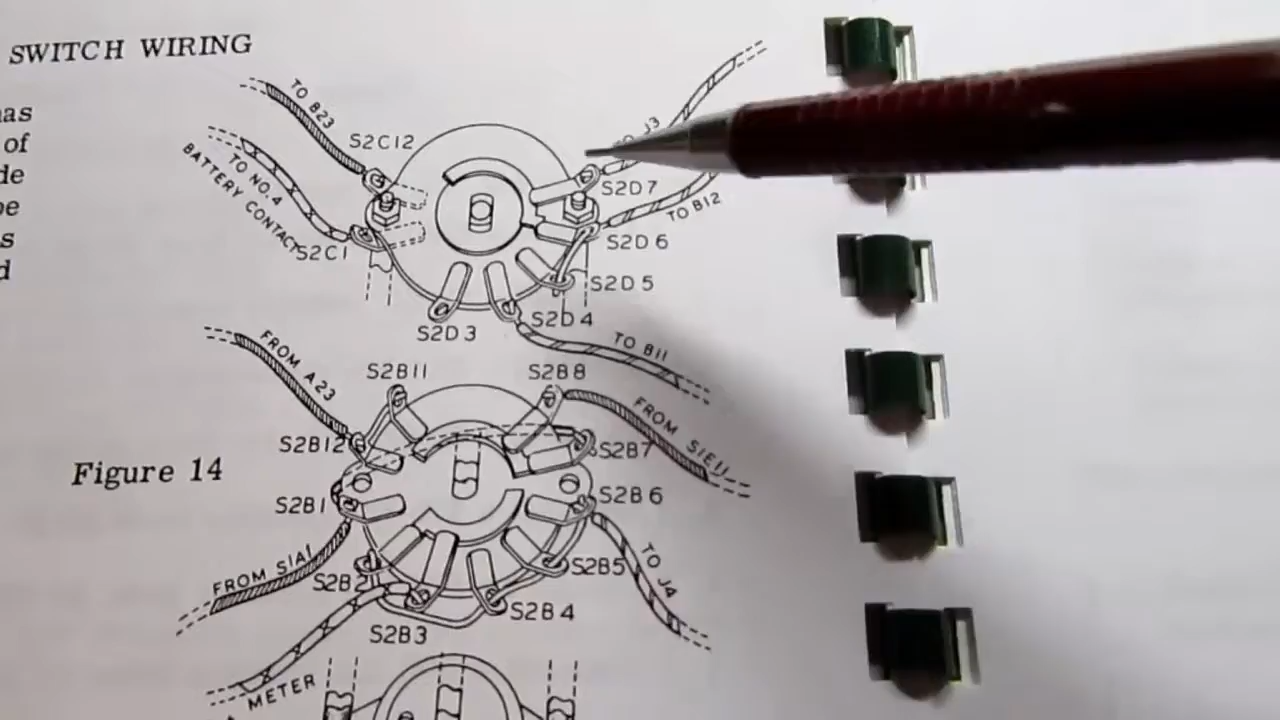 SWITCH WIRING
as
of
de
be
s
d
TO B23
S2C12
J3
TO NO. 4
BATTERY CONTACT
S2D7
TO B12
S2C1
S2D6
S2D5
S2D4
S2D3
TO B11
FROM A23
S2B11
S2B8
FROM S1E11
S2B12
S2B7
Figure 14
S2B1
S2B6
FROM S1A1
S2B2
S2B5
TO J4
S2B4
S2B3
METER